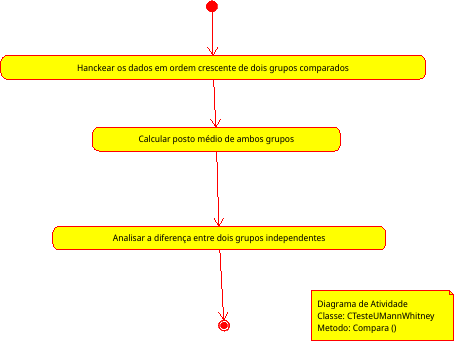 Hanckear os dados em ordem crescente de dois grupos comparados
Calcular posto médio de ambos grupos
Analisar a diferença entre dois grupos independentes
Diagrama de Atividade
Classe: CTesteUMannWhitney
Metodo: Compara ()